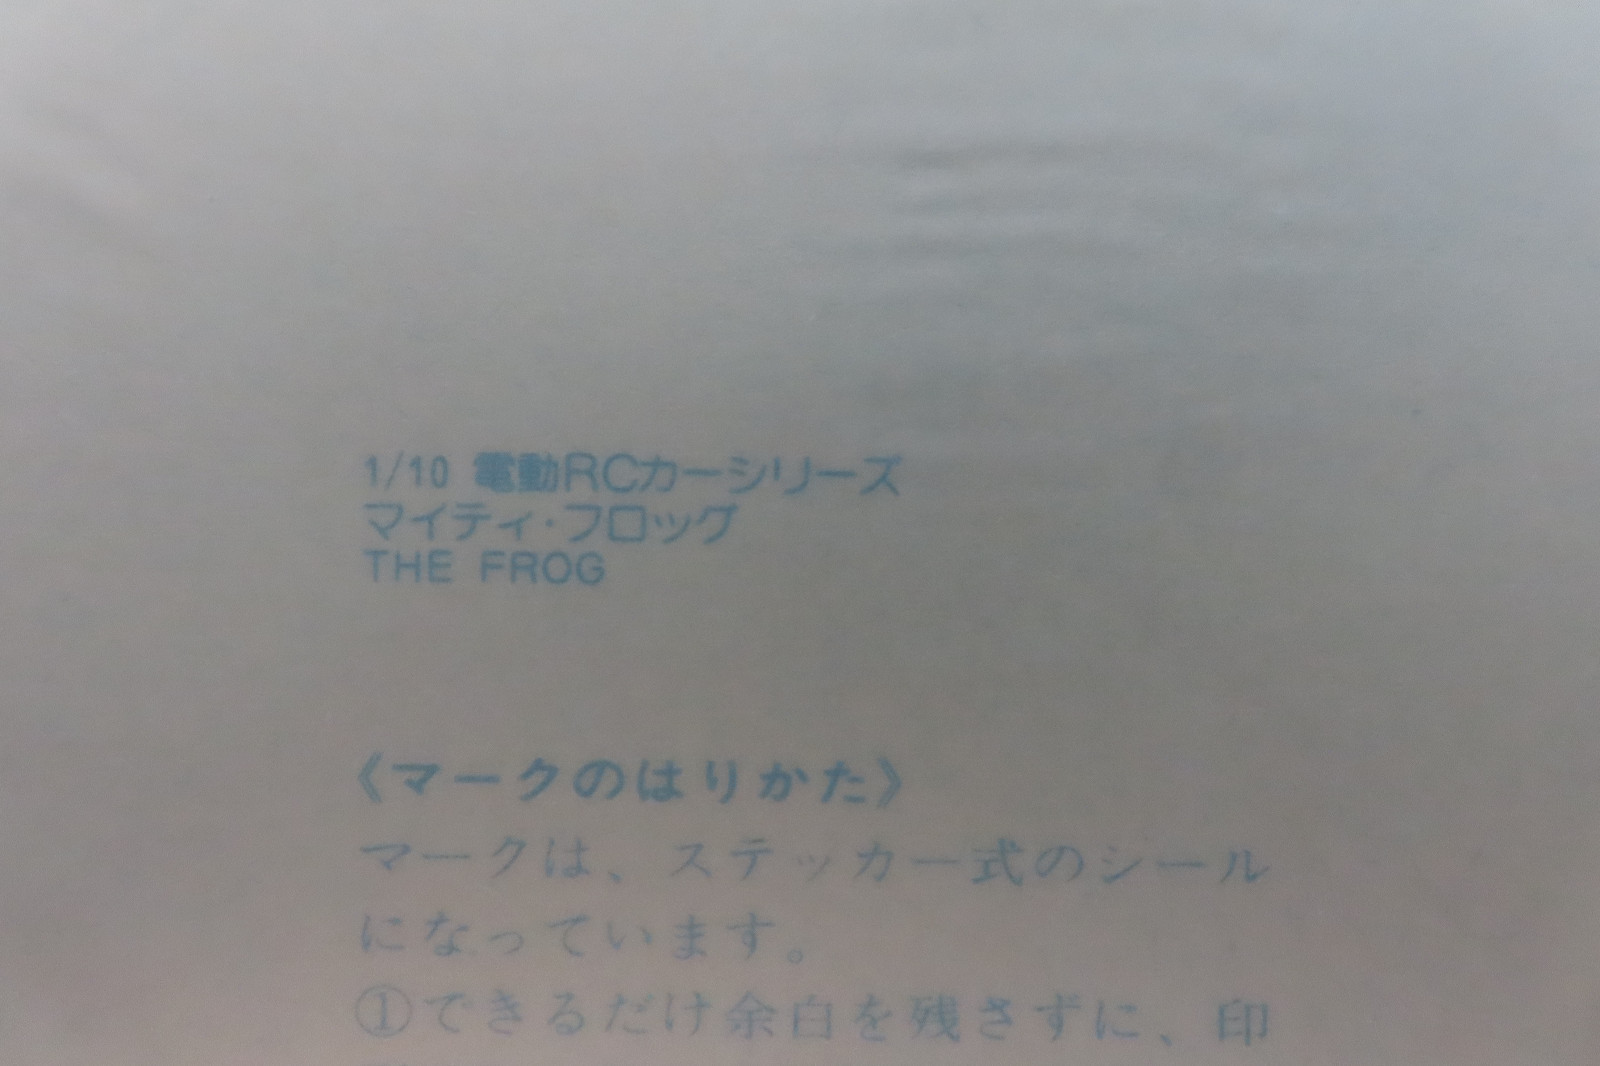 1/10 電動RCカーシリーズ
マイティ・フロッグ
THE FROG
《マークのはりかた》
マークは、ステッカー式のシール
になっています。
①できるだけ余白を残さずに、印